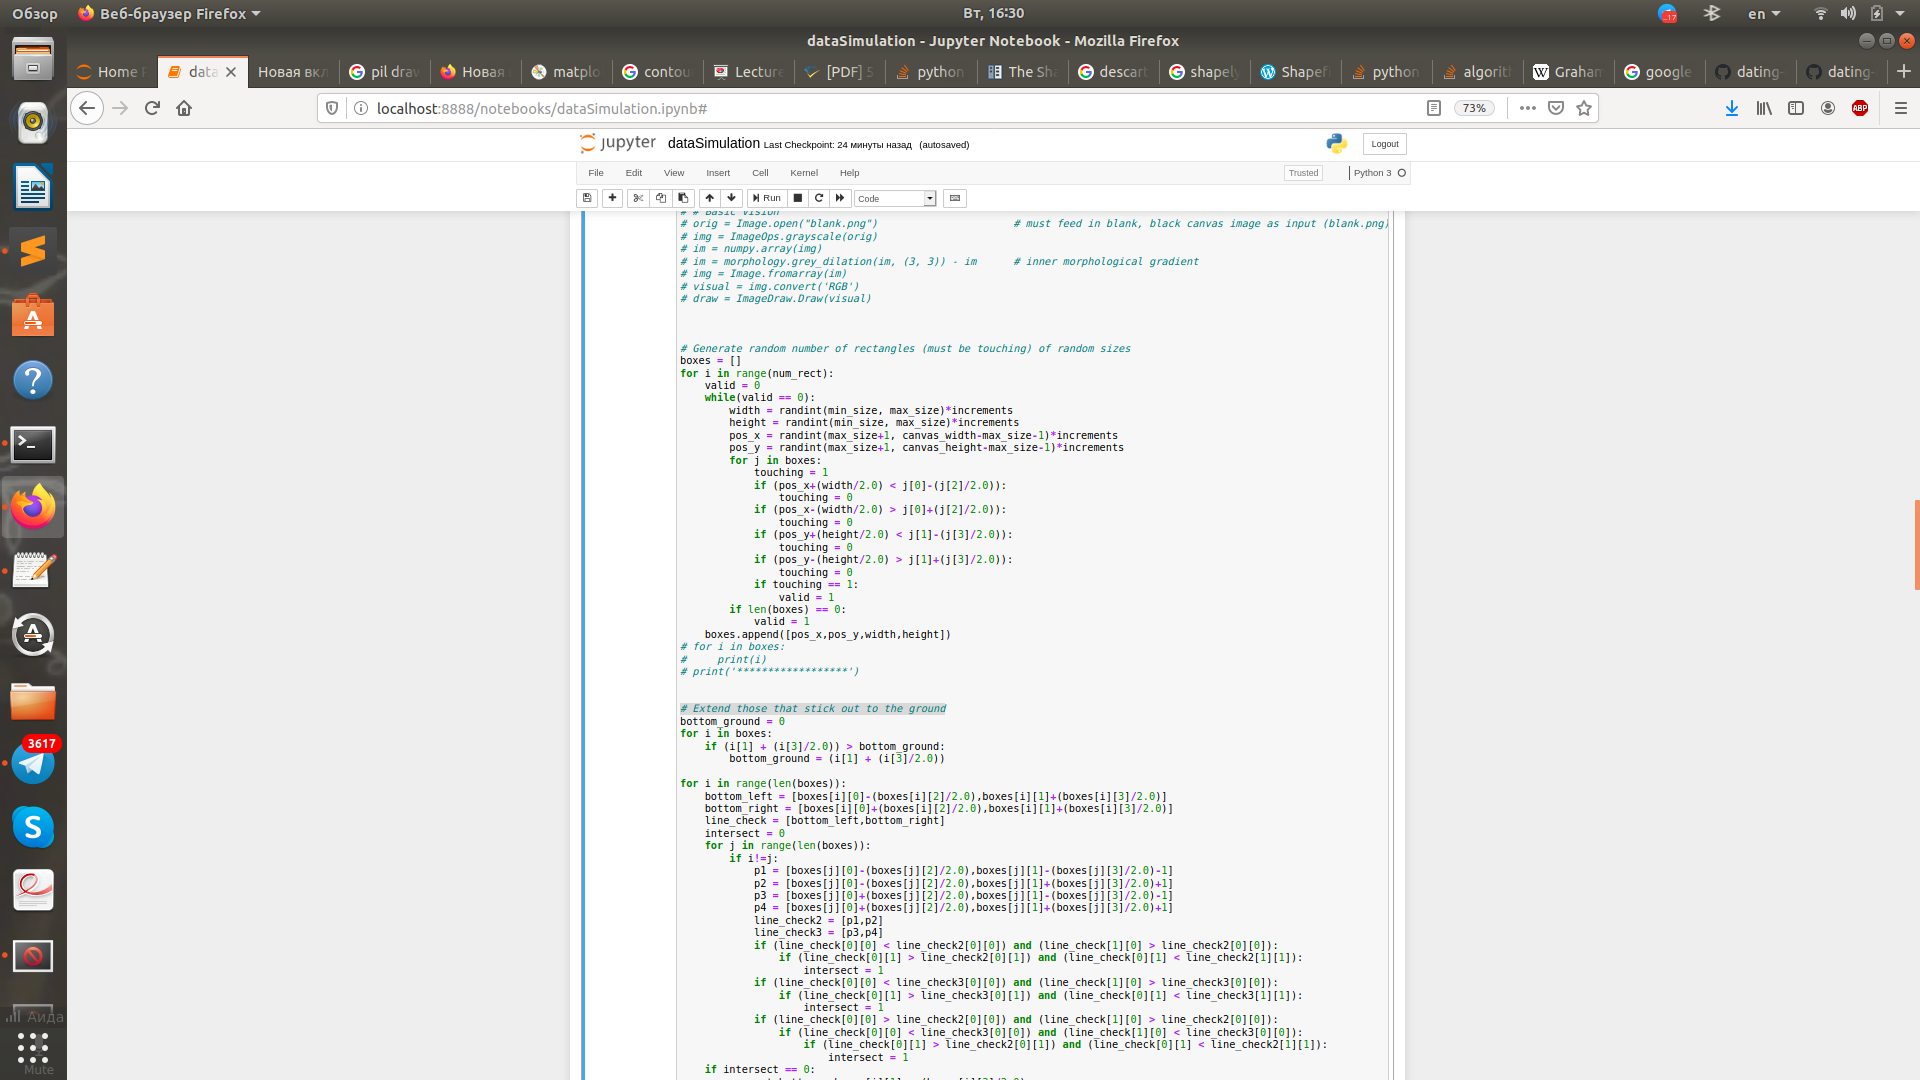 Обзор Веб-браузер Firefox Вт, 16:30 17 en
dataSimulation - Jupyter Notebook - Mozilla Firefox
Home data Новая вкл pil draw Новая matplo contou Lecture [PDF] S python The Sha descart shapely Shapefi python algorit Graham google dating- dating-
localhost:8888/notebooks/dataSimulation.ipynb# 73% ABP
jupyter dataSimulation Last Checkpoint: 24 минуты назад (autosaved) Logout
File Edit View Insert Cell Kernel Help Trusted Python 3
Run Code
# # Basic vision
# orig = Image.open("blank.png") # must feed in blank, black canvas image as input (blank.png)
# img = ImageOps.grayscale(orig)
# im = numpy.array(img)
# im = morphology.grey_dilation(im, (3, 3)) - im # inner morphological gradient
# img = Image.fromarray(im)
# visual = img.convert('RGB')
# draw = ImageDraw.Draw(visual)
# Generate random number of rectangles (must be touching) of random sizes
boxes = []
for i in range(num_rect):
valid = 0
while(valid == 0):
width = randint(min_size, max_size)*increments
height = randint(min_size, max_size)*increments
pos_x = randint(max_size+1, canvas_width-max_size-1)*increments
pos_y = randint(max_size+1, canvas_height-max_size-1)*increments
for j in boxes:
touching = 1
if (pos_x+(width/2.0) < j[0]-(j[2]/2.0)):
touching = 0
if (pos_x-(width/2.0) > j[0]+(j[2]/2.0)):
touching = 0
if (pos_y+(height/2.0) < j[1]-(j[3]/2.0)):
touching = 0
if (pos_y-(height/2.0) > j[1]+(j[3]/2.0)):
touching = 0
if touching == 1:
valid = 1
if len(boxes) == 0:
valid = 1
boxes.append([pos_x,pos_y,width,height])
# for i in boxes:
# print(i)
# print('******************')
# Extend those that stick out to the ground
bottom_ground = 0
for i in boxes:
if (i[1] + (i[3]/2.0)) > bottom_ground:
bottom_ground = (i[1] + (i[3]/2.0))
for i in range(len(boxes)):
bottom_left = [boxes[i][0]-(boxes[i][2]/2.0),boxes[i][1]+(boxes[i][3]/2.0)]
bottom_right = [boxes[i][0]+(boxes[i][2]/2.0),boxes[i][1]+(boxes[i][3]/2.0)]
line_check = [bottom_left,bottom_right]
intersect = 0
for j in range(len(boxes)):
if i!=j:
p1 = [boxes[j][0]-(boxes[j][2]/2.0),boxes[j][1]-(boxes[j][3]/2.0)-1]
p2 = [boxes[j][0]-(boxes[j][2]/2.0),boxes[j][1]+(boxes[j][3]/2.0)+1]
p3 = [boxes[j][0]+(boxes[j][2]/2.0),boxes[j][1]-(boxes[j][3]/2.0)-1]
p4 = [boxes[j][0]+(boxes[j][2]/2.0),boxes[j][1]+(boxes[j][3]/2.0)+1]
line_check2 = [p1,p2]
line_check3 = [p3,p4]
if (line_check[0][0] < line_check2[0][0]) and (line_check[1][0] > line_check2[0][0]):
if (line_check[0][1] > line_check2[0][1]) and (line_check[0][1] < line_check2[1][1]):
intersect = 1
if (line_check[0][0] < line_check3[0][0]) and (line_check[1][0] > line_check3[0][0]):
if (line_check[0][1] > line_check3[0][1]) and (line_check[0][1] < line_check3[1][1]):
intersect = 1
if (line_check[0][0] > line_check2[0][0]) and (line_check[1][0] > line_check2[0][0]):
if (line_check[0][0] < line_check3[0][0]) and (line_check[1][0] < line_check3[0][0]):
if (line_check[0][1] > line_check2[0][1]) and (line_check[0][1] < line_check2[1][1]):
intersect = 1
if intersect == 0:
3617
Аида
Mute